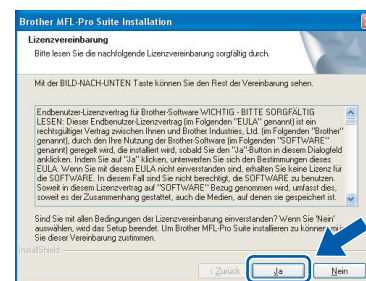 Brother MFL-Pro Suite Installation
Lizenzvereinbarung
Bitte lesen Sie die nachfolgende Lizenzvereinbarung sorgfältig durch.
Mit der BILD-NACH-UNTEN Taste können Sie den Rest der Vereinbarung sehen.
Endbenutzer-Lizenzvertrag für Brother-Software WICHTIG - BITTE SORGFÄLTIG
LESEN: Dieser Endbenutzer-Lizenzvertrag (im Folgenden "EULA" genannt) ist ein
rechtsgültiger Vertrag zwischen Ihnen und Brother Industries, Ltd. (im Folgenden "Brother"
genannt), durch den Ihre Nutzung der Brother-Software (im Folgenden "SOFTWARE"
genannt) geregelt wird, die installiert wird, sobald Sie den "Ja"-Button in diesem Dialogfeld
anklicken. Indem Sie auf "Ja" klicken, unterwerfen Sie sich den Bestimmungen dieses
EULA. Wenn Sie mit diesem EULA nicht einverstanden sind, erhalten Sie keine Lizenz für
die SOFTWARE. In diesem Fall sind Sie nicht berechtigt, die SOFTWARE zu benutzen.
Soweit in diesem Lizenzvertrag auf "SOFTWARE" Bezug genommen wird, umfasst dies,
soweit es der Zusammenhang gestattet, auch die Medien, auf denen sie gespeichert ist.
Sind Sie mit allen Bedingungen der Lizenzvereinbarung einverstanden? Wenn Sie 'Nein'
auswählen, wird das Setup beendet. Um Brother MFL-Pro Suite installieren zu können,
Sie dieser Vereinbarung zustimmen.
InstallShield
< Zurück
Ja
Nein